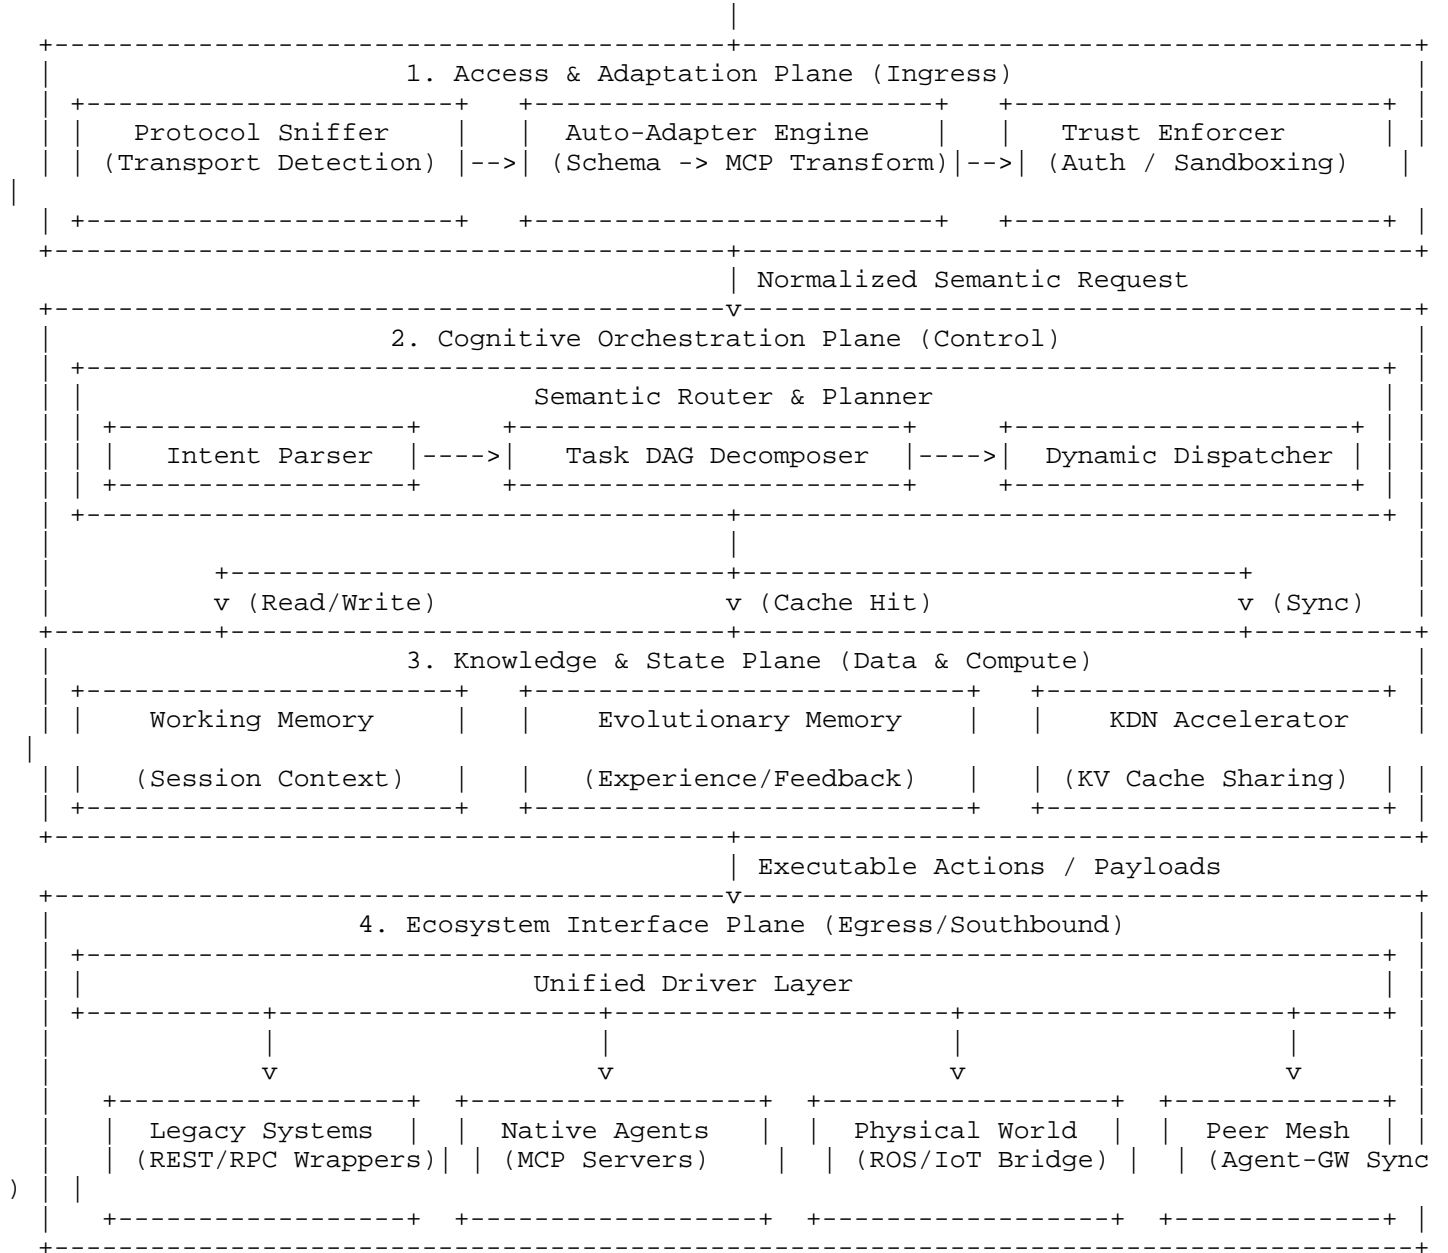 1. Access & Adaptation Plane (Ingress)
Protocol Sniffer Auto-Adapter Engine Trust Enforcer
(Transport Detection) |-->| (Schema -> MCP Transform)|-->| (Auth / Sandboxing)
Normalized Semantic Request
2. Cognitive Orchestration Plane (Control)
Semantic Router & Planner
Intent Parser |---->| Task DAG Decomposer |---->| Dynamic Dispatcher
v (Read/Write) v (Cache Hit) v (Sync)
3. Knowledge & State Plane (Data & Compute)
Working Memory Evolutionary Memory KDN Accelerator
(Session Context) (Experience/Feedback) (KV Cache Sharing)
Executable Actions / Payloads
4. Ecosystem Interface Plane (Egress/Southbound)
Unified Driver Layer
v v v v
Legacy Systems Native Agents Physical World Peer Mesh
(REST/RPC Wrappers) (MCP Servers) (ROS/IoT Bridge) (Agent-GW Sync
)